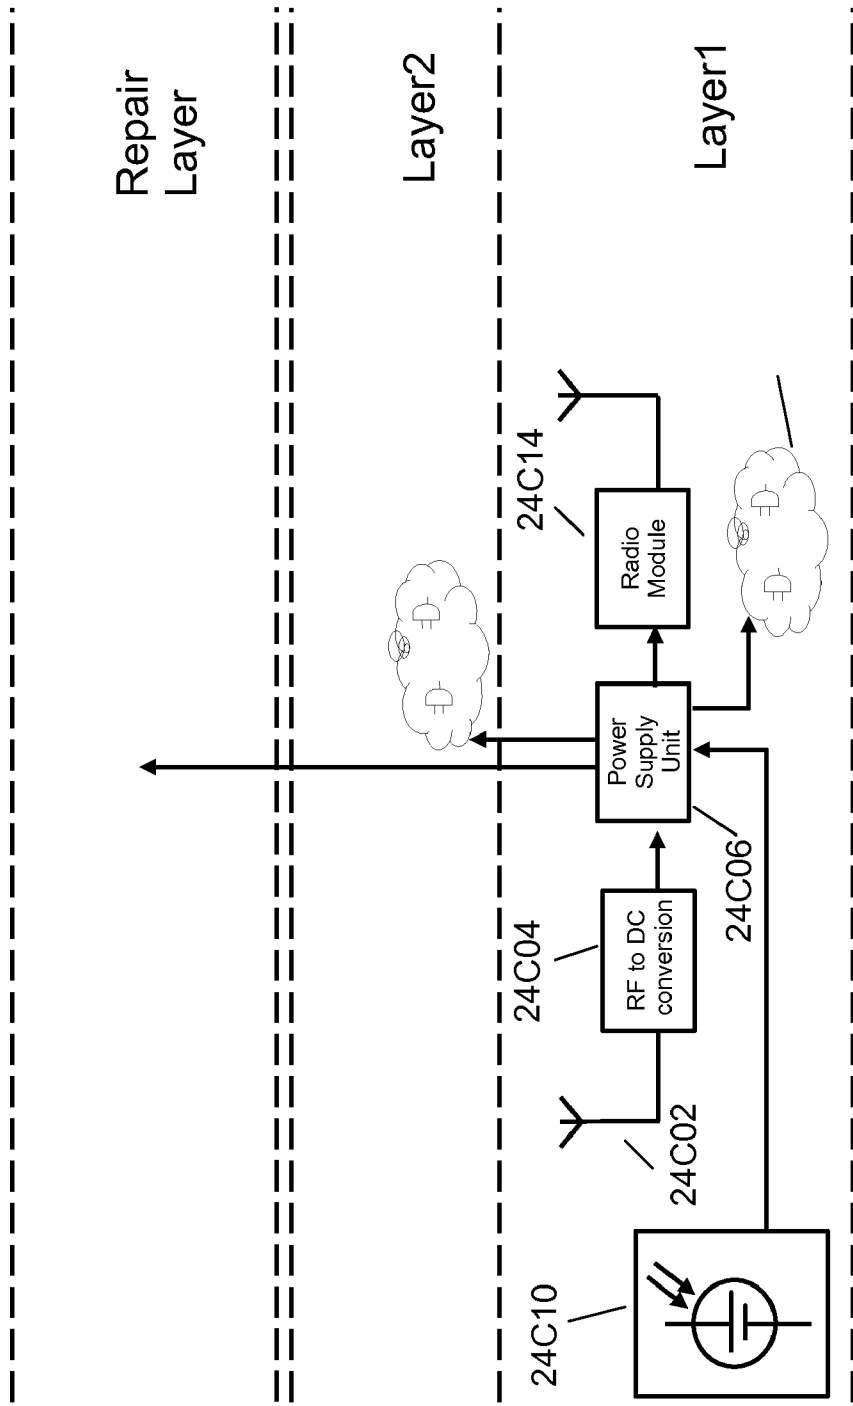 Repair
Layer
Layer2
Layer1
24C10
24C02
24C04
RF to DC
conversion
24C06
Power
Supply
Unit
24C14
Radio
Module